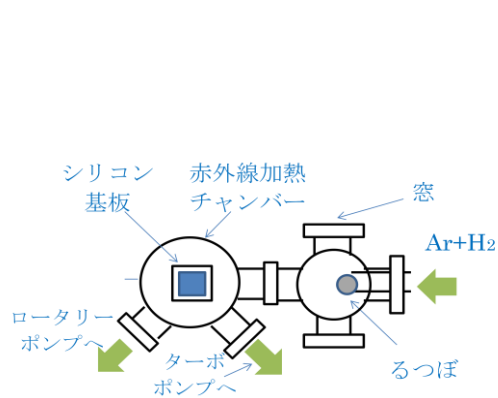 シリコン
基板
赤外線加熱
チャンバー
窓
Ar+H2
ロータリー
ポンプへ
ターボ
ポンプへ
るつぼ